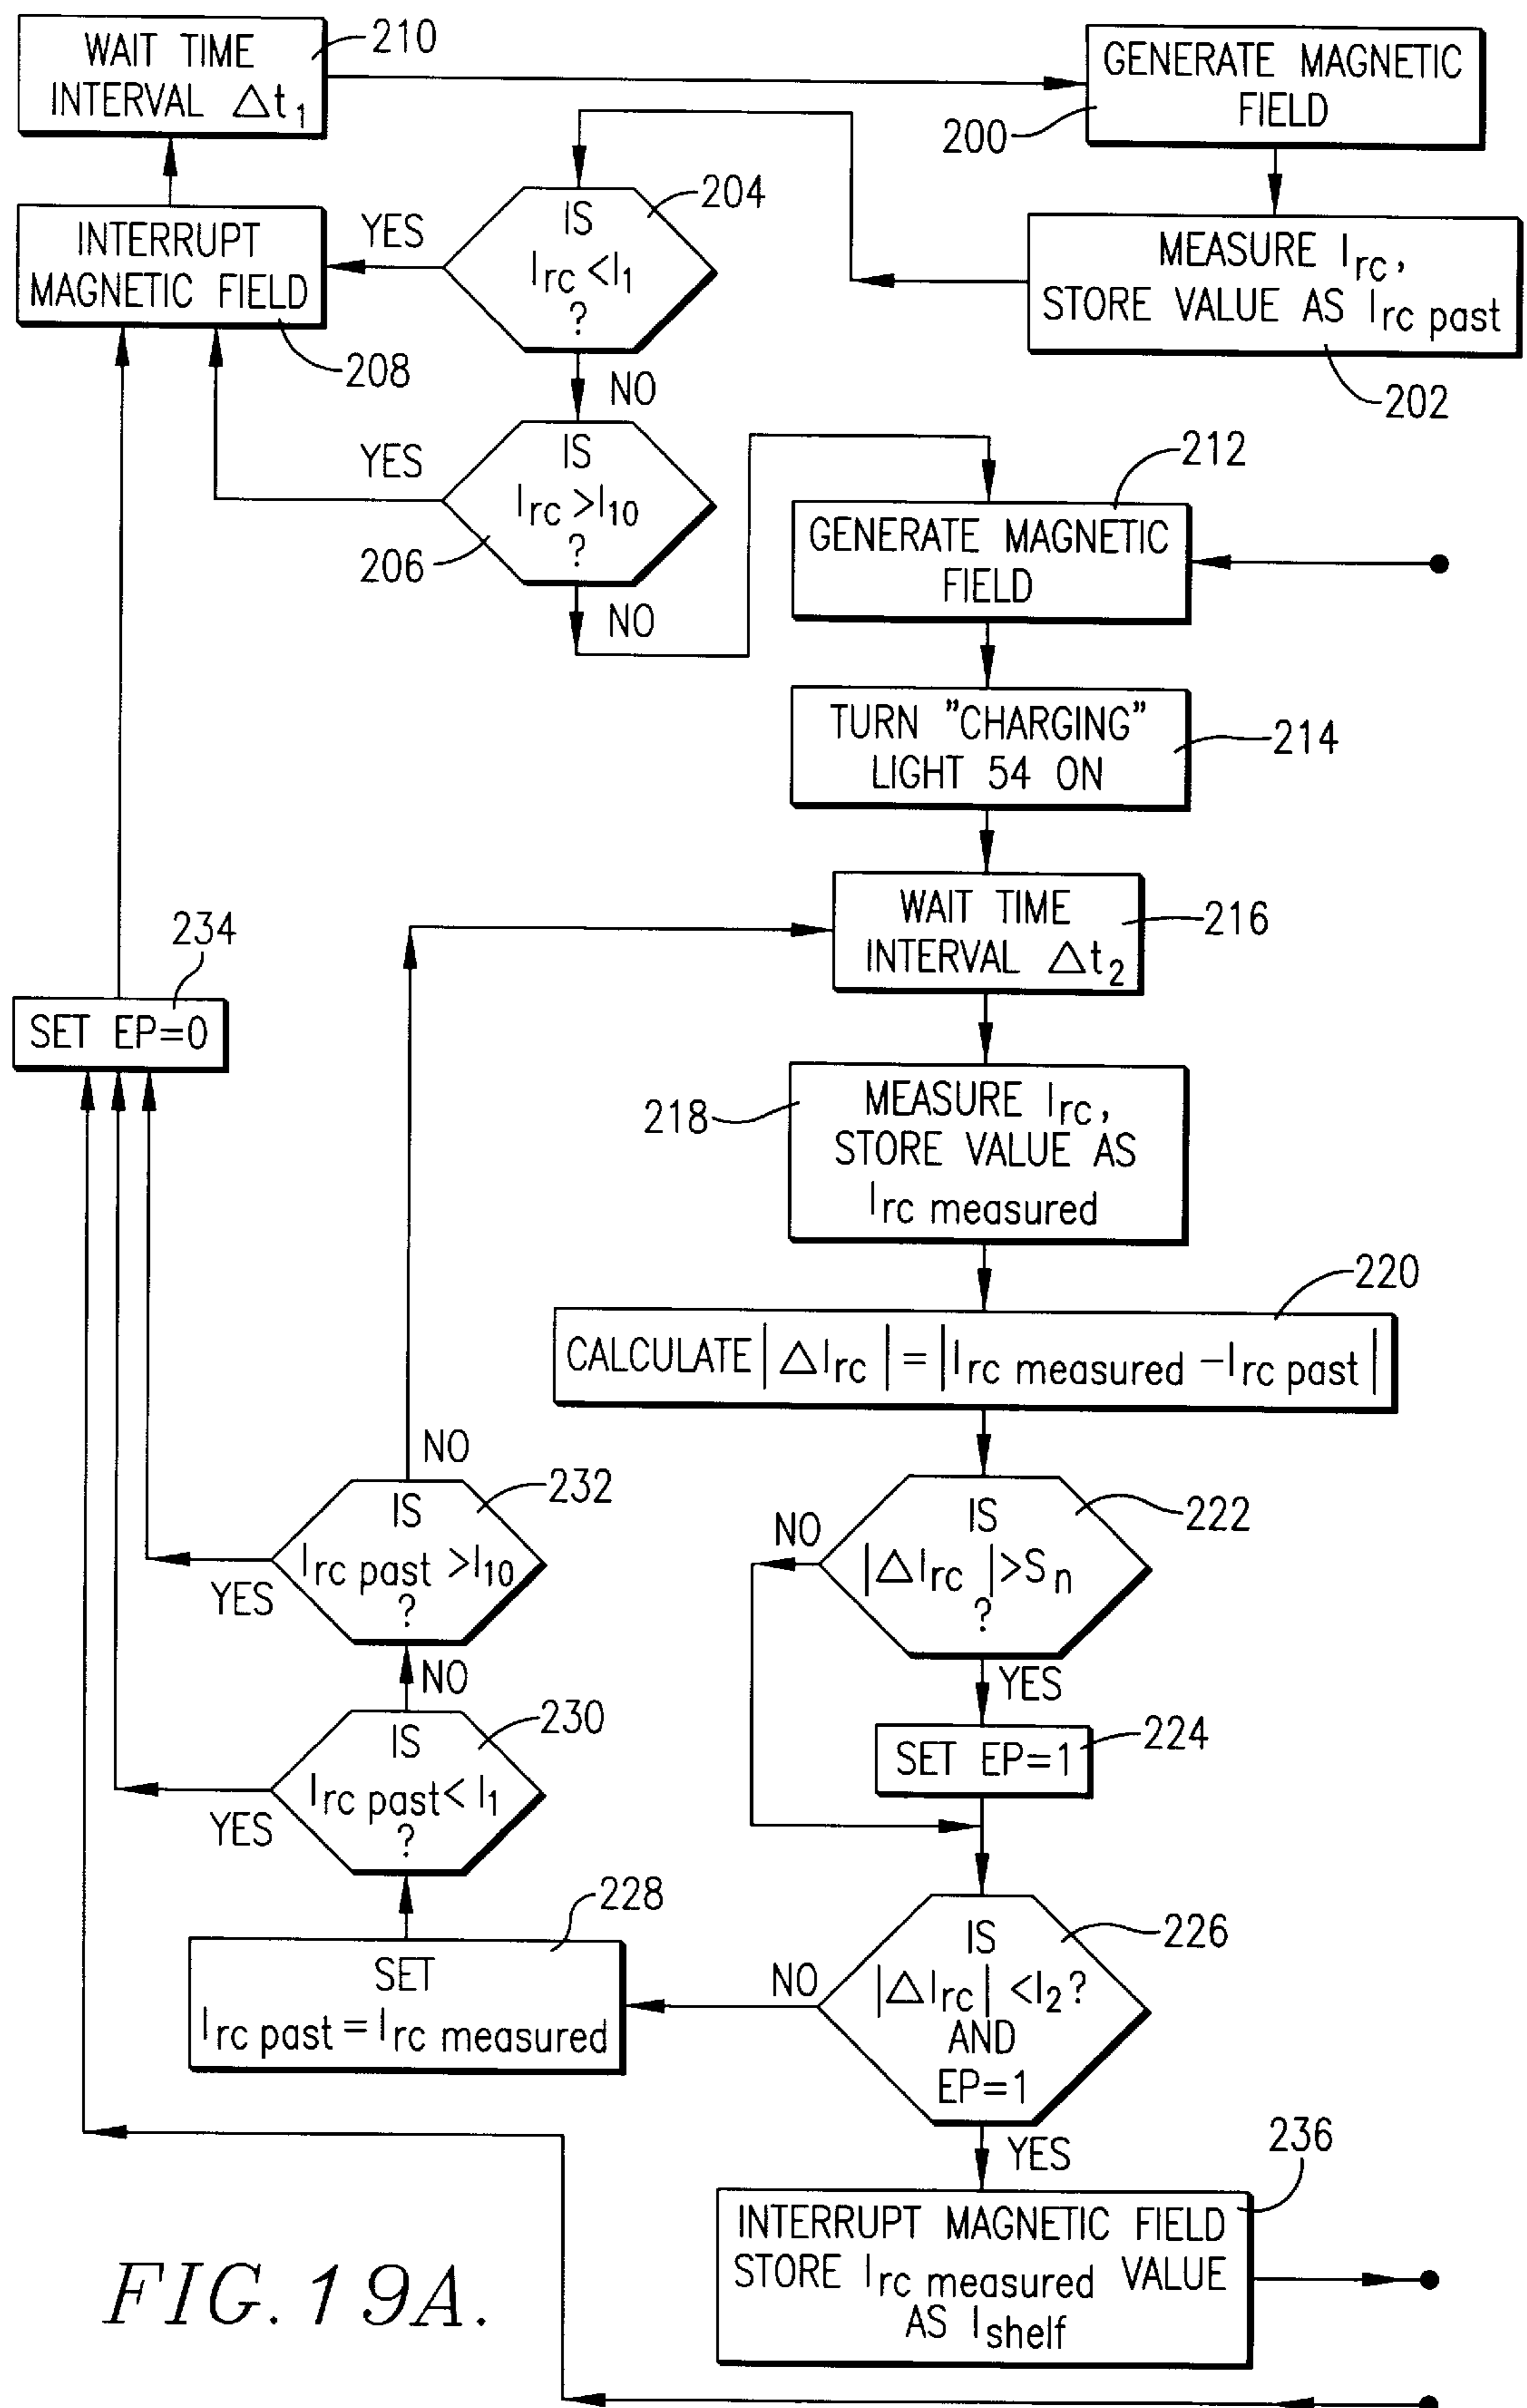 WAIT TIME
INTERVAL Δt1
210
GENERATE MAGNETIC
FIELD
200
INTERRUPT
MAGNETIC FIELD
208
YES
IS
Irc <I1
?
204
NO
MEASURE Irc,
STORE VALUE AS Irc past
202
YES
IS
Irc >I10
?
206
NO
212
GENERATE MAGNETIC
FIELD
TURN "CHARGING"
LIGHT 54 ON
214
WAIT TIME
INTERVAL Δt2
216
234
SET EP=0
218
MEASURE Irc,
STORE VALUE AS
Irc measured
220
CALCULATE |ΔIrc| = |Irc measured −Irc past|
NO
232
IS
Irc past >I10
?
YES
NO
222
IS
|ΔIrc|>Sn
?
NO
YES
230
IS
Irc past< I1
?
YES
224
SET EP=1
228
SET
Irc past = Irc measured
NO
226
IS
|ΔIrc| <I2?
AND
EP=1
YES
236
INTERRUPT MAGNETIC FIELD
STORE Irc measured VALUE
AS Ishelf
FIG. 19A.